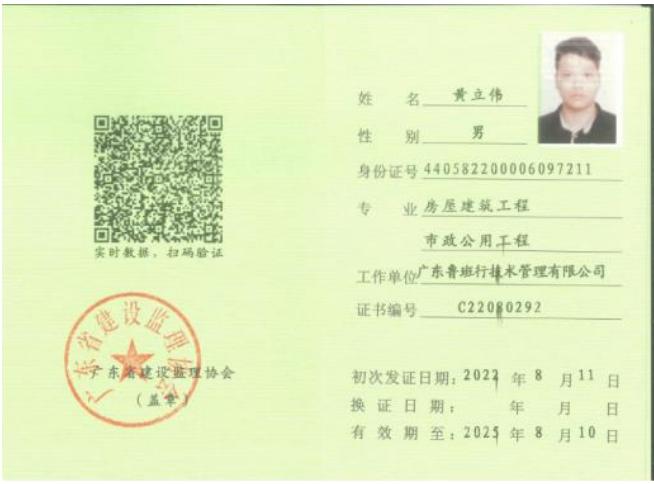 实时数据，扫码验证
广东省建设监理协会
广东省建设监理协会
（盖章）
姓 名 黄立伟
性 别 男
身份证号 440582200006097211
专 业 房屋建筑工程
市政公用工程
工作单位 广东鲁班行技术管理有限公司
证书编号 C22080292
初次发证日期：2022 年 8 月 11 日
换 证 日 期： 年 月 日
有 效 期 至：2025 年 8 月 10 日